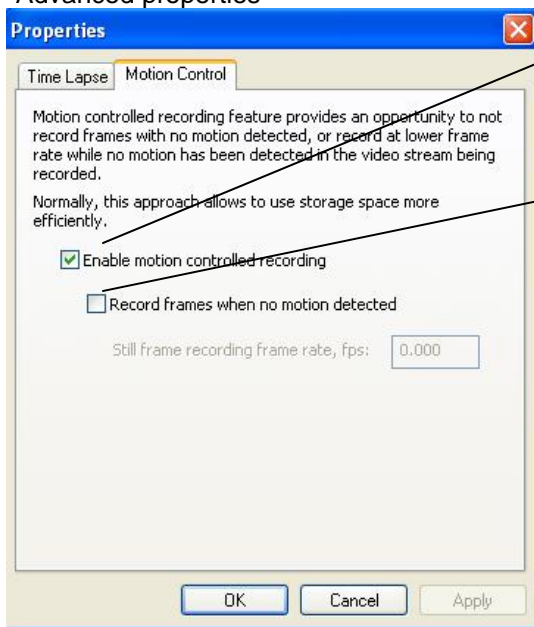 Advanced properties
Properties
Time Lapse
Motion Control
Motion controlled recording feature provides an opportunity to not
record frames with no motion detected, or record at lower frame
rate while no motion has been detected in the video stream being
recorded.
Normally, this approach allows to use storage space more
efficiently.
Enable motion controlled recording
Record frames when no motion detected
Still frame recording frame rate, fps: 0.000
OK Cancel Apply